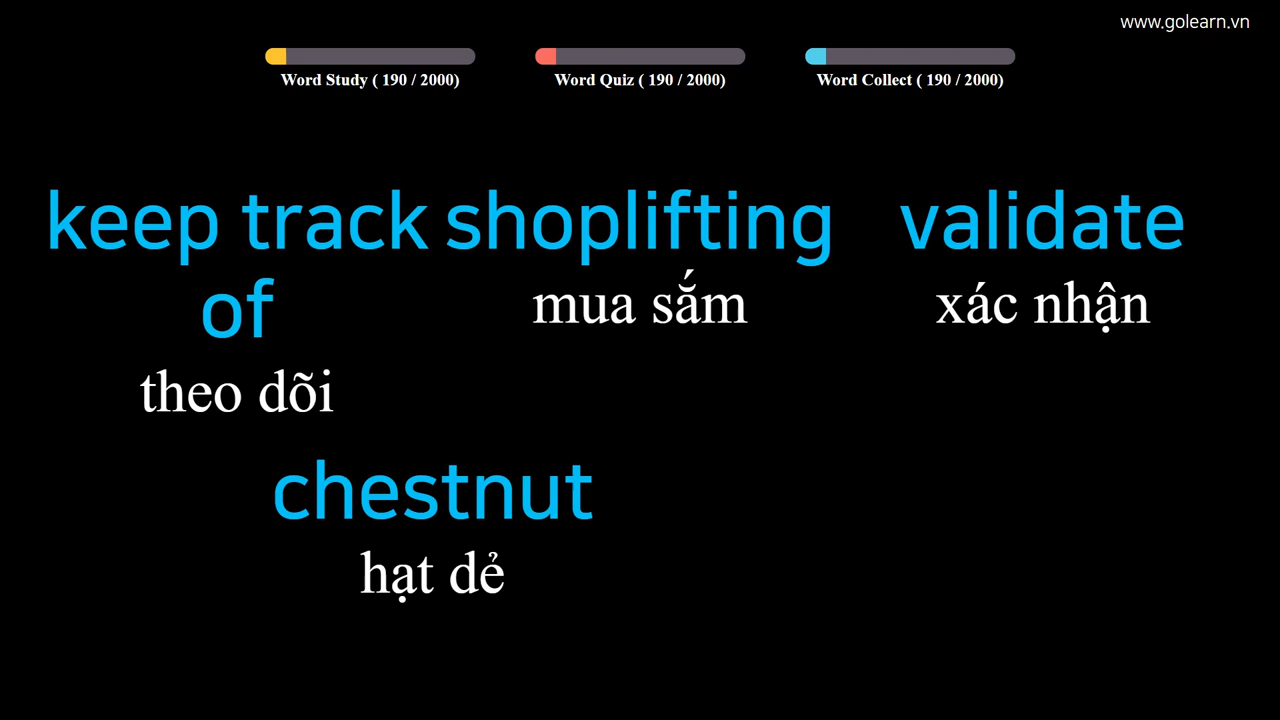 www.golearn.vn
Word Study ( 190 / 2000)
Word Quiz ( 190 / 2000)
Word Collect ( 190 / 2000)
keep track
of
theo dõi
shoplifting
mua sắm
validate
xác nhận
chestnut
hạt dẻ